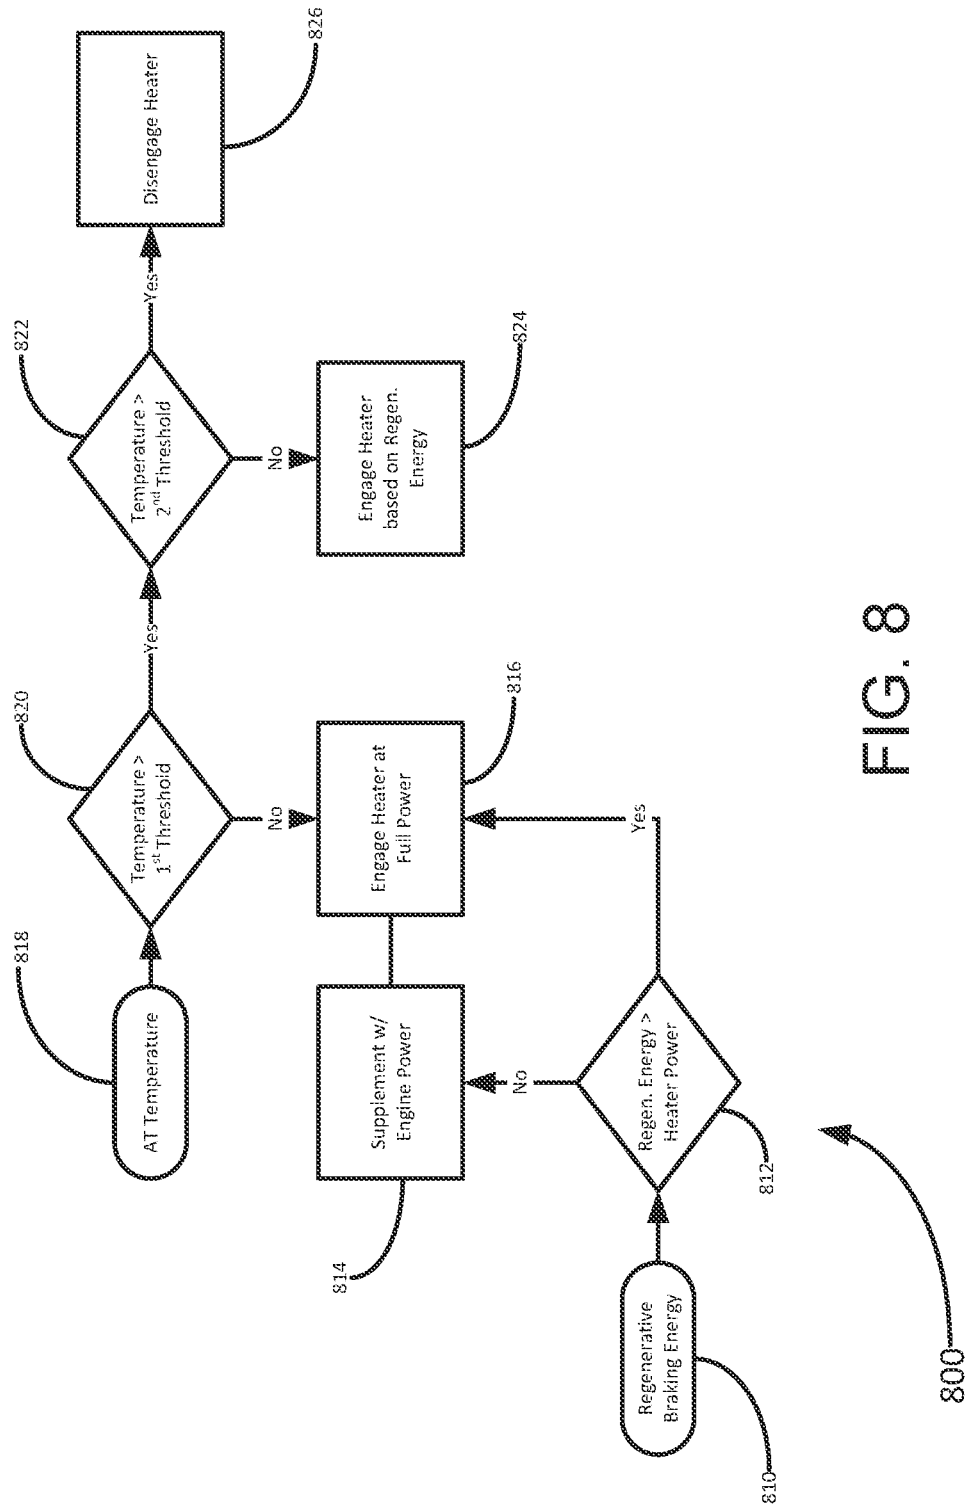 818
AT Temperature
820
Temperature >
1st Threshold
Yes
822
Temperature >
2nd Threshold
Yes
Disengage Heater
826
No
No
814
Supplement w/
Engine Power
Engage Heater at
Full Power
816
Engage Heater
based on Regen.
Energy
824
No
Yes
810
Regenerative
Braking Energy
Regen. Energy >
Heater Power
812
800
FIG. 8